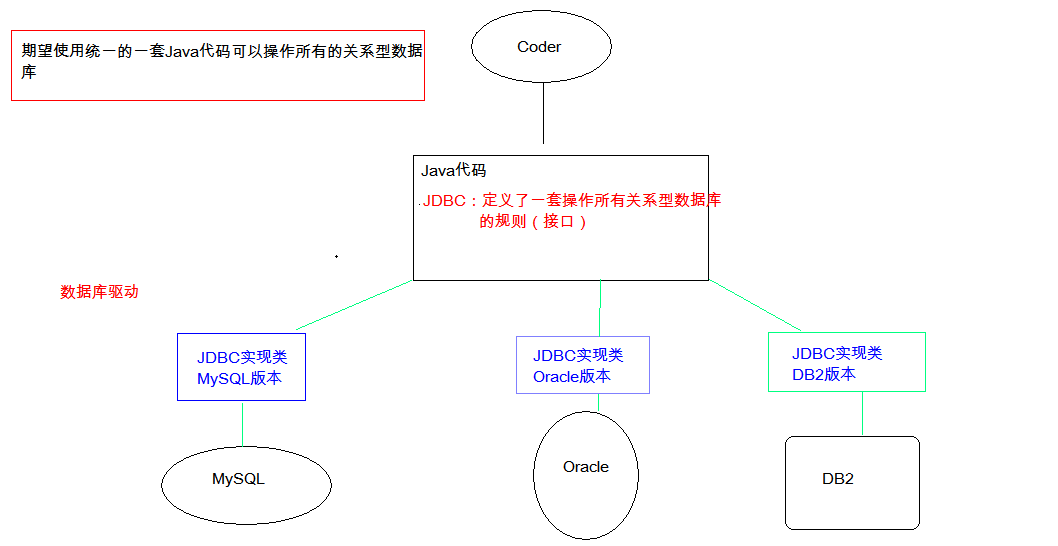 期望使用统一的一套Java代码可以操作所有的关系型数据
库
Coder
Java代码
.JDBC：定义了一套操作所有关系型数据库
的规则（接口）
数据库驱动
JDBC实现类
MySQL版本
JDBC实现类
Oracle版本
JDBC实现类
DB2版本
MySQL
Oracle
DB2